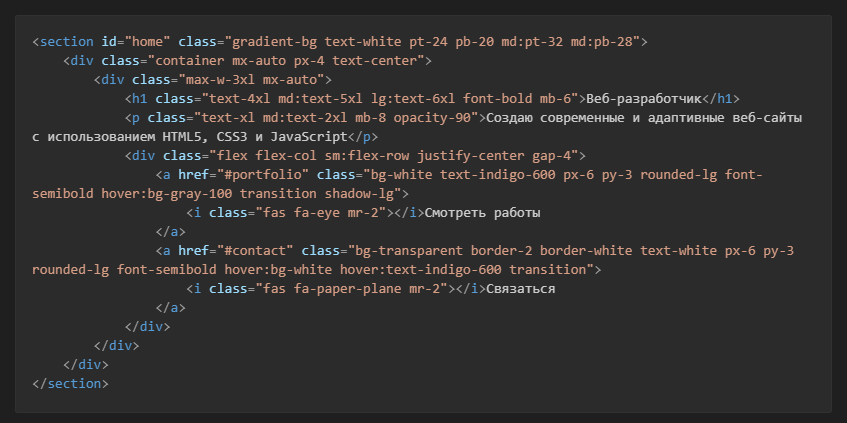 <section id="home" class="gradient-bg text-white pt-24 pb-20 md:pt-32 md:pb-28">
    <div class="container mx-auto px-4 text-center">
        <div class="max-w-3xl mx-auto">
            <h1 class="text-4xl md:text-5xl lg:text-6xl font-bold mb-6">Веб-разработчик</h1>
            <p class="text-xl md:text-2xl mb-8 opacity-90">Создаю современные и адаптивные веб-сайты
с использованием HTML5, CSS3 и JavaScript</p>
            <div class="flex flex-col sm:flex-row justify-center gap-4">
                <a href="#portfolio" class="bg-white text-indigo-600 px-6 py-3 rounded-lg font-
semibold hover:bg-gray-100 transition shadow-lg">
                    <i class="fas fa-eye mr-2"></i>Смотреть работы
                </a>
                <a href="#contact" class="bg-transparent border-2 border-white text-white px-6 py-3
rounded-lg font-semibold hover:bg-white hover:text-indigo-600 transition">
                    <i class="fas fa-paper-plane mr-2"></i>Связаться
                </a>
            </div>
        </div>
    </div>
</section>